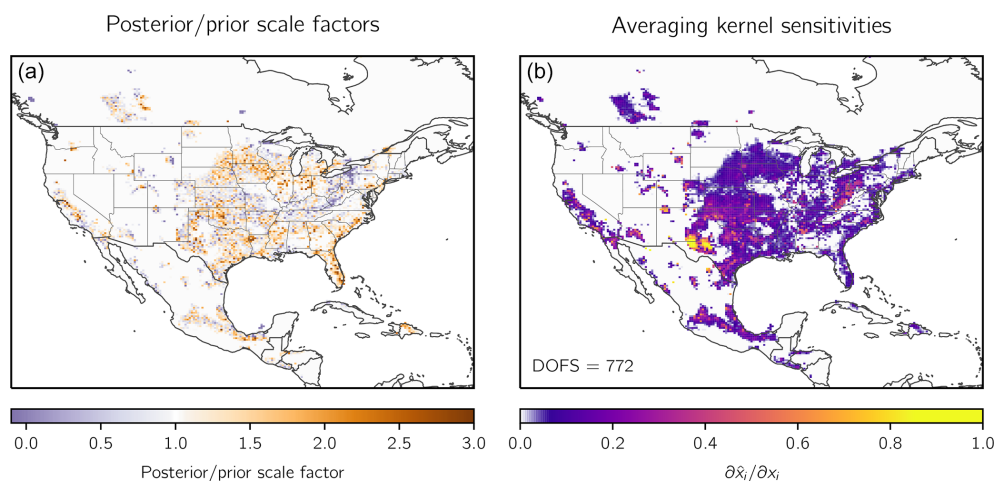 Posterior/prior scale factors
Averaging kernel sensitivities
(a)
(b)
DOFS = 772
0.0 0.5 1.0 1.5 2.0 2.5 3.0
0.0 0.2 0.4 0.6 0.8 1.0
Posterior/prior scale factor
∂x̂ᵢ/∂xᵢ